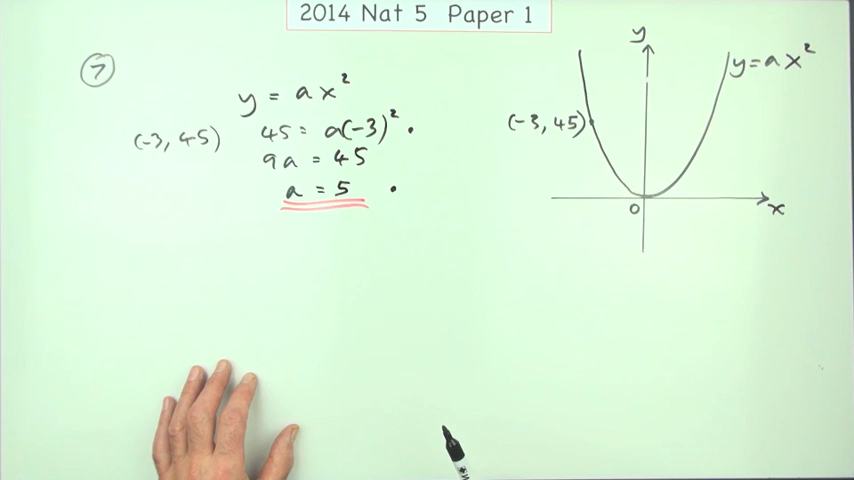 2014 Nat 5 Paper 1
7
y = ax²
(-3, 45) 45 = a(-3)² •
9a = 45
a = 5 •
y
y=ax²
(-3, 45)
0
x